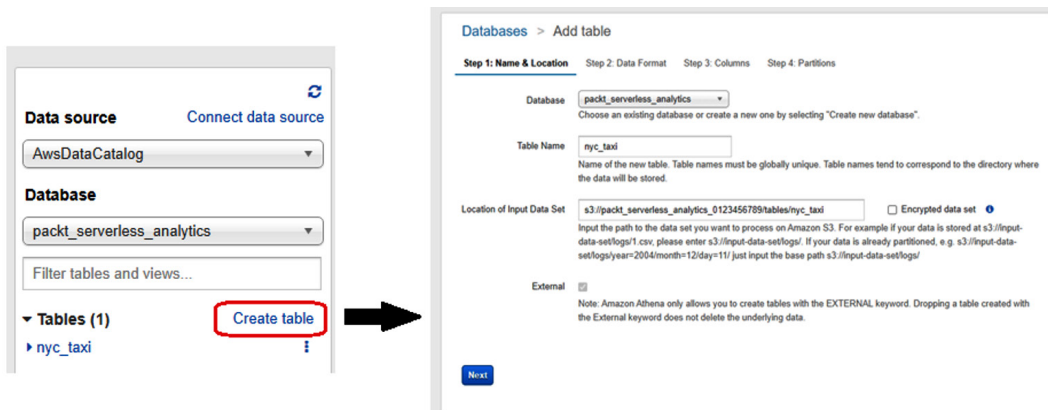 Data source Connect data source
AwsDataCatalog
Database
packt_serverless_analytics
Filter tables and views...
Tables (1) Create table
nyc_taxi
Databases > Add table
Step 1: Name & Location Step 2: Data Format Step 3: Columns Step 4: Partitions
Database packt_serverless_analytics
Choose an existing database or create a new one by selecting "Create new database".
Table Name nyc_taxi
Name of the new table. Table names must be globally unique. Table names tend to correspond to the directory where
the data will be stored.
Location of Input Data Set s3://packt_serverless_analytics_0123456789/tables/nyc_taxi Encrypted data set
Input the path to the data set you want to process on Amazon S3. For example if your data is stored at s3://input-
data-set/logs/1.csv, please enter s3://input-data-set/logs/. If your data is already partitioned, e.g. s3://input-data-
set/logs/year=2004/month=12/day=11/ just input the base path s3://input-data-set/logs/
External
Note: Amazon Athena only allows you to create tables with the EXTERNAL keyword. Dropping a table created with
the External keyword does not delete the underlying data.
Next